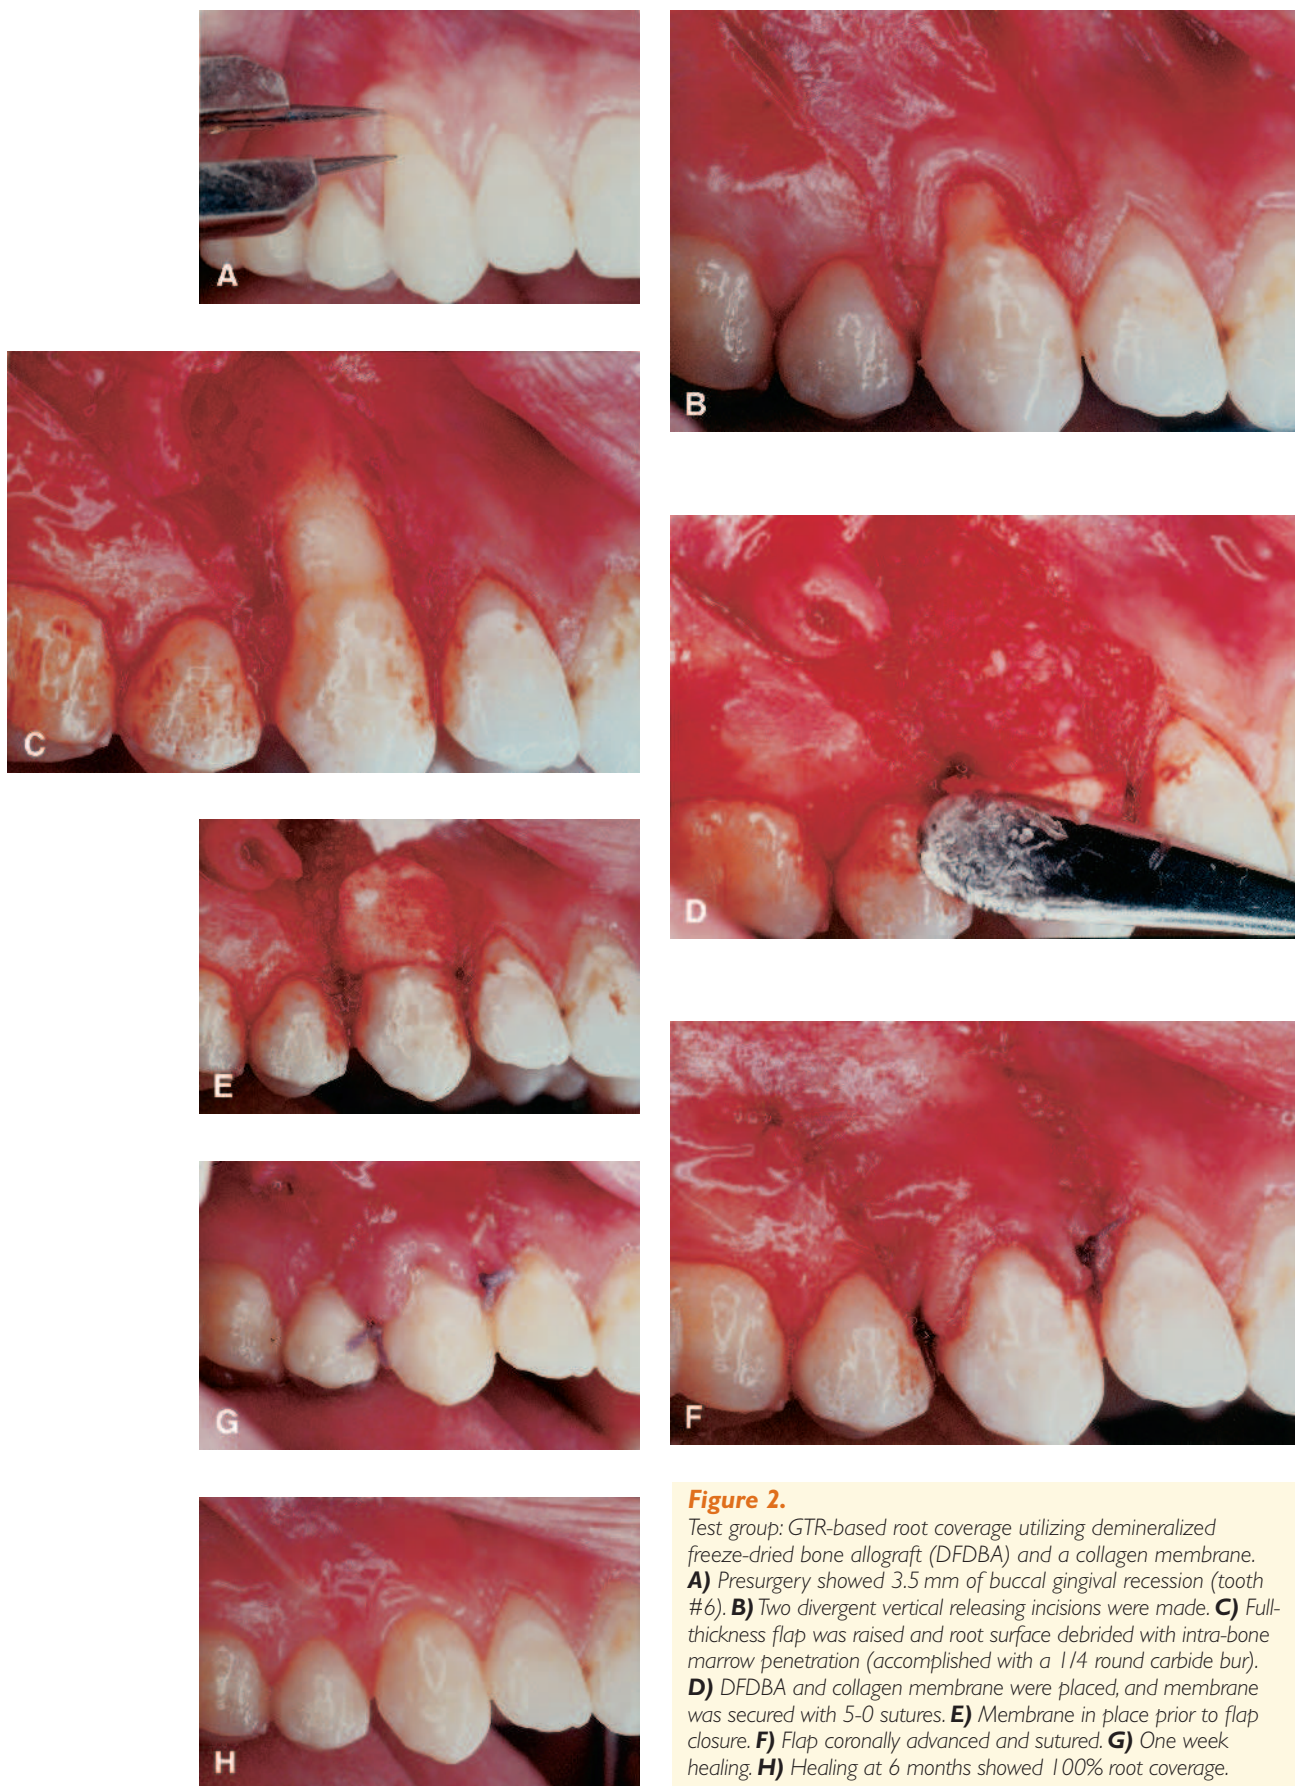 A
B
C
D
E
F
G
H
Figure 2.
Test group: GTR-based root coverage utilizing demineralized
freeze-dried bone allograft (DFDBA) and a collagen membrane.
A) Presurgery showed 3.5 mm of buccal gingival recession (tooth
#6). B) Two divergent vertical releasing incisions were made. C) Full-
thickness flap was raised and root surface debrided with intra-bone
marrow penetration (accomplished with a 1/4 round carbide bur).
D) DFDBA and collagen membrane were placed, and membrane
was secured with 5-0 sutures. E) Membrane in place prior to flap
closure. F) Flap coronally advanced and sutured. G) One week
healing. H) Healing at 6 months showed 100% root coverage.